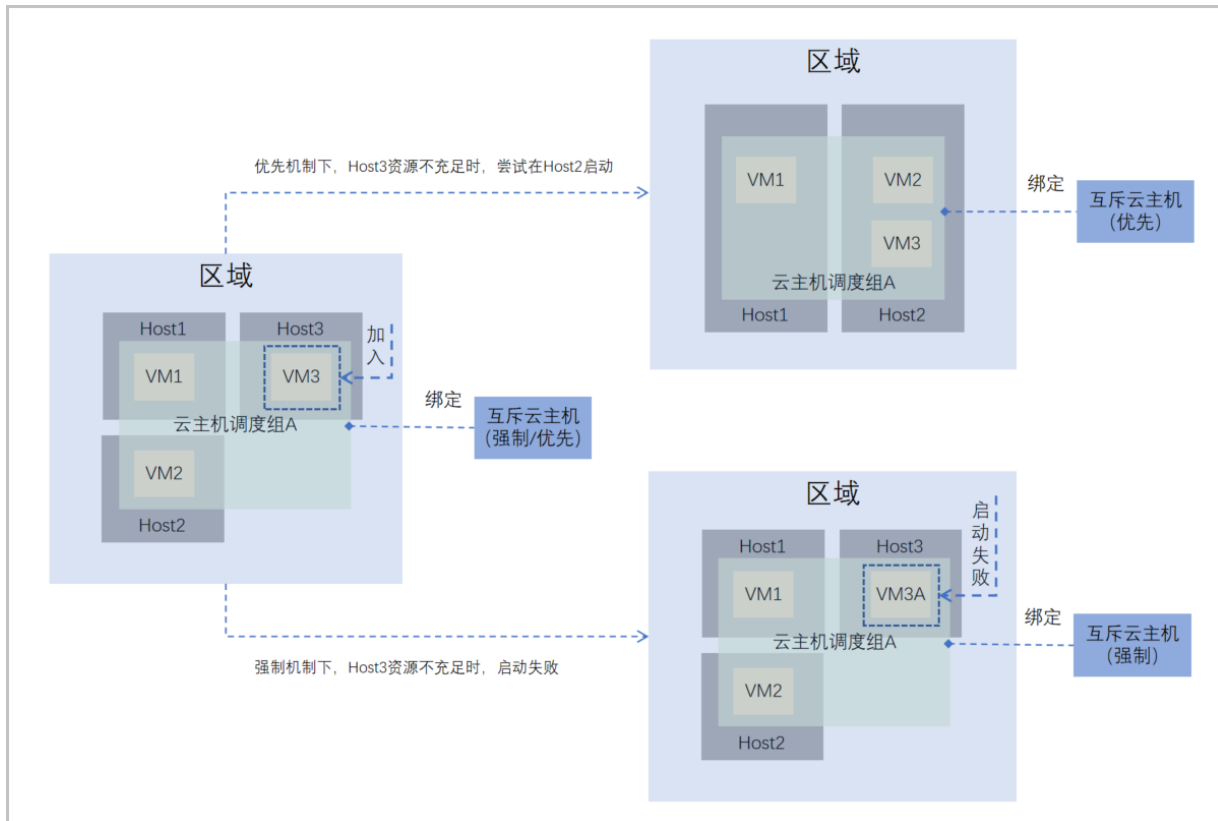 区域
Host1
Host3
加入
VM1
VM3
云主机调度组A
VM2
Host2
绑定
互斥云主机
(强制/优先)
优先机制下，Host3资源不充足时，尝试在Host2启动
区域
VM1
VM2
VM3
云主机调度组A
Host1
Host2
绑定
互斥云主机
(优先)
强制机制下，Host3资源不充足时，启动失败
区域
Host1
Host3
启动失败
VM1
VM3A
云主机调度组A
VM2
Host2
绑定
互斥云主机
(强制)